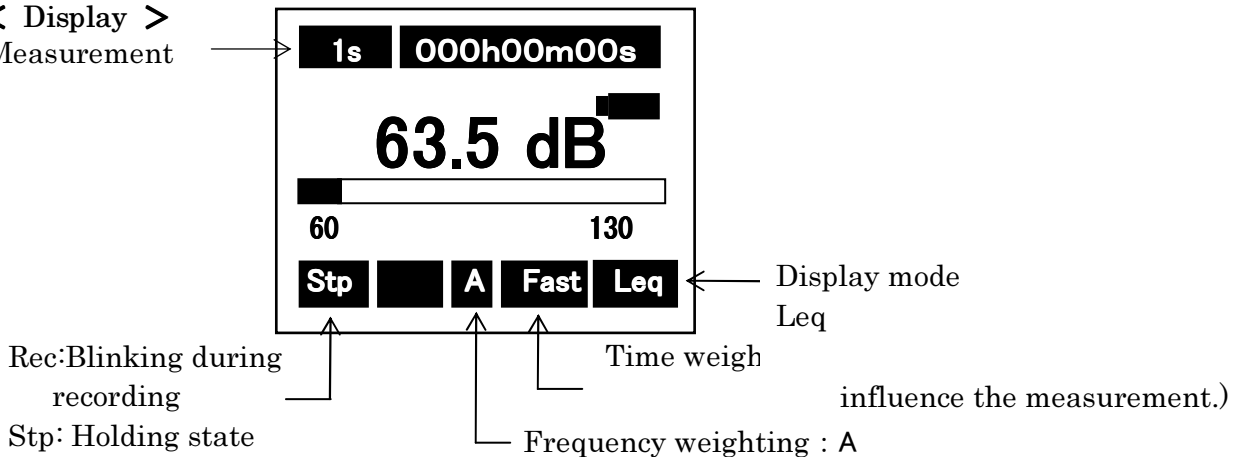 < Display >
Measurement
1s 000h00m00s
63.5 dB
60 130
Stp A Fast Leq
Display mode
Leq
Rec:Blinking during
recording
Stp: Holding state
Time
influence the measurement.)
Frequency weighting : A